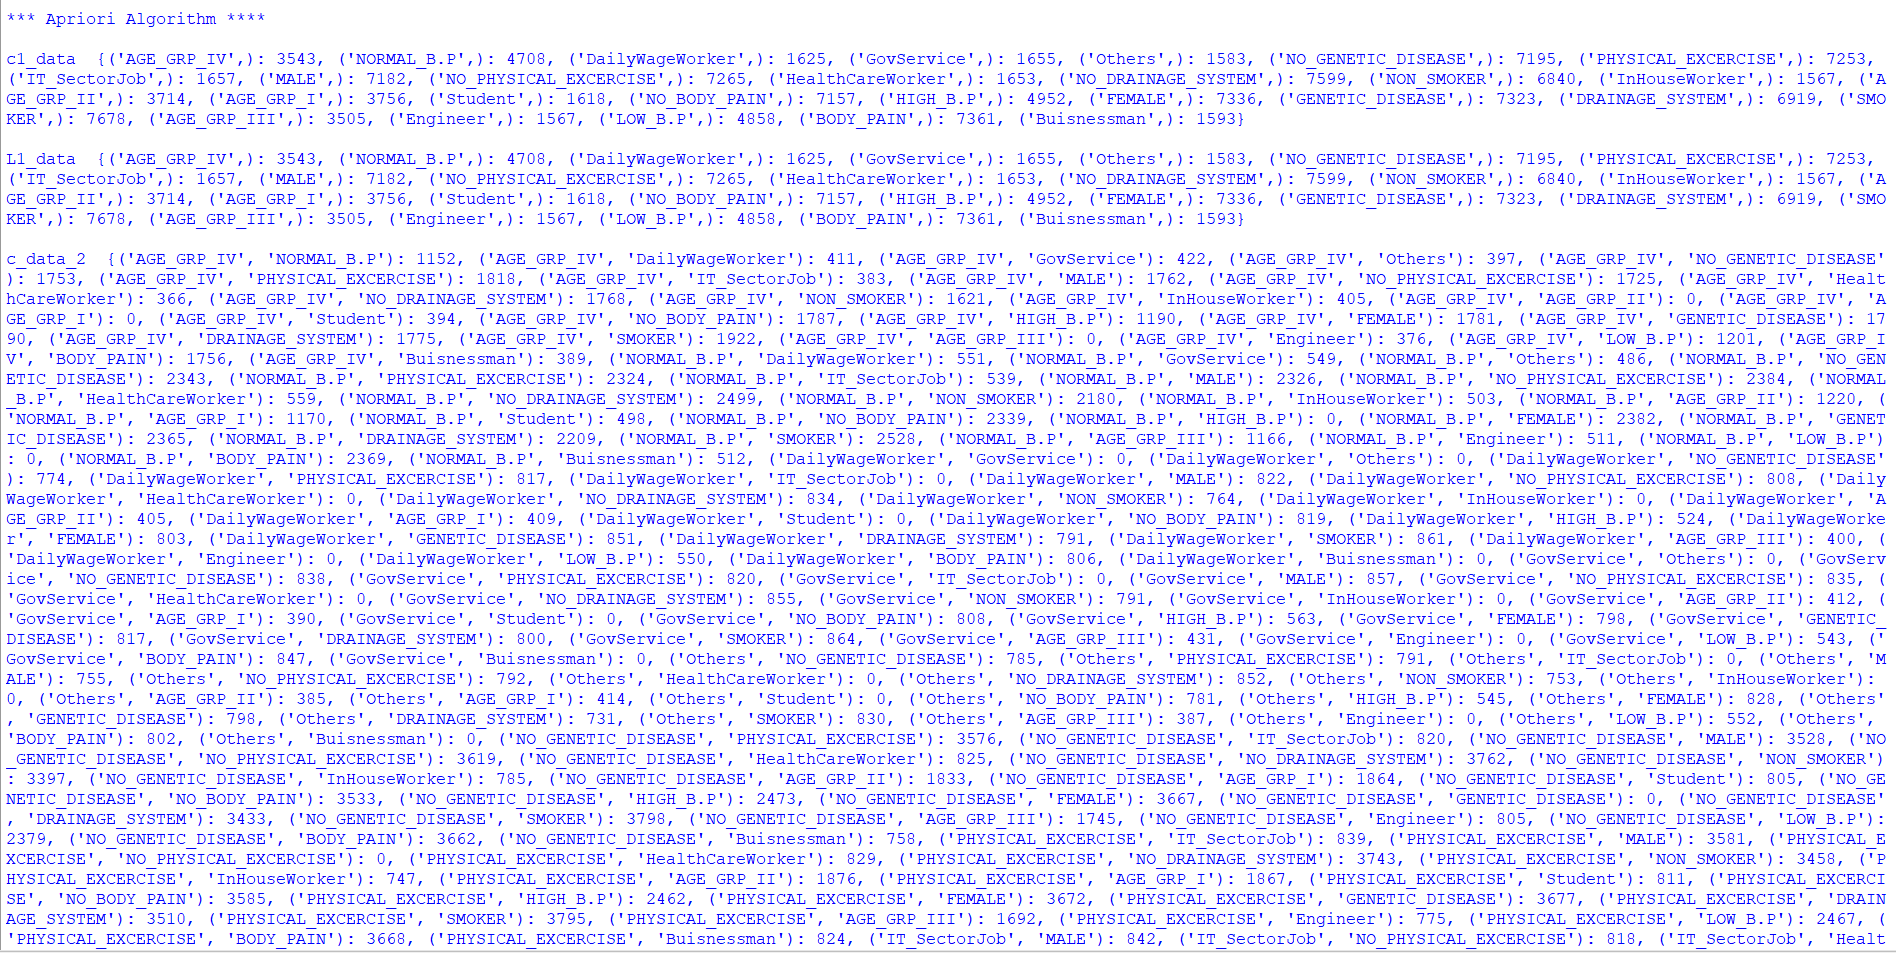 *** Apriori Algorithm ****
c1_data  {('AGE_GRP_IV',): 3543, ('NORMAL_B.P',): 4708, ('DailyWageWorker',): 1625, ('GovService',): 1655, ('Others',): 1583, ('NO_GENETIC_DISEASE',): 7195, ('PHYSICAL_EXCERCISE',): 7253,
('IT_SectorJob',): 1657, ('MALE',): 7182, ('NO_PHYSICAL_EXCERCISE',): 7265, ('HealthCareWorker',): 1653, ('NO_DRAINAGE_SYSTEM',): 7599, ('NON_SMOKER',): 6840, ('InHouseWorker',): 1567, ('A
GE_GRP_II',): 3714, ('AGE_GRP_I',): 3756, ('Student',): 1618, ('NO_BODY_PAIN',): 7157, ('HIGH_B.P',): 4952, ('FEMALE',): 7336, ('GENETIC_DISEASE',): 7323, ('DRAINAGE_SYSTEM',): 6919, ('SMO
KER',): 7678, ('AGE_GRP_III',): 3505, ('Engineer',): 1567, ('LOW_B.P',): 4858, ('BODY_PAIN',): 7361, ('Buisnessman',): 1593}
L1_data  {('AGE_GRP_IV',): 3543, ('NORMAL_B.P',): 4708, ('DailyWageWorker',): 1625, ('GovService',): 1655, ('Others',): 1583, ('NO_GENETIC_DISEASE',): 7195, ('PHYSICAL_EXCERCISE',): 7253,
('IT_SectorJob',): 1657, ('MALE',): 7182, ('NO_PHYSICAL_EXCERCISE',): 7265, ('HealthCareWorker',): 1653, ('NO_DRAINAGE_SYSTEM',): 7599, ('NON_SMOKER',): 6840, ('InHouseWorker',): 1567, ('A
GE_GRP_II',): 3714, ('AGE_GRP_I',): 3756, ('Student',): 1618, ('NO_BODY_PAIN',): 7157, ('HIGH_B.P',): 4952, ('FEMALE',): 7336, ('GENETIC_DISEASE',): 7323, ('DRAINAGE_SYSTEM',): 6919, ('SMO
KER',): 7678, ('AGE_GRP_III',): 3505, ('Engineer',): 1567, ('LOW_B.P',): 4858, ('BODY_PAIN',): 7361, ('Buisnessman',): 1593}
c_data_2  {('AGE_GRP_IV', 'NORMAL_B.P'): 1152, ('AGE_GRP_IV', 'DailyWageWorker'): 411, ('AGE_GRP_IV', 'GovService'): 422, ('AGE_GRP_IV', 'Others'): 397, ('AGE_GRP_IV', 'NO_GENETIC_DISEASE'
): 1753, ('AGE_GRP_IV', 'PHYSICAL_EXCERCISE'): 1818, ('AGE_GRP_IV', 'IT_SectorJob'): 383, ('AGE_GRP_IV', 'MALE'): 1762, ('AGE_GRP_IV', 'NO_PHYSICAL_EXCERCISE'): 1725, ('AGE_GRP_IV', 'Healt
hCareWorker'): 366, ('AGE_GRP_IV', 'NO_DRAINAGE_SYSTEM'): 1768, ('AGE_GRP_IV', 'NON_SMOKER'): 1621, ('AGE_GRP_IV', 'InHouseWorker'): 405, ('AGE_GRP_IV', 'AGE_GRP_II'): 0, ('AGE_GRP_IV', 'A
GE_GRP_I'): 0, ('AGE_GRP_IV', 'Student'): 394, ('AGE_GRP_IV', 'NO_BODY_PAIN'): 1787, ('AGE_GRP_IV', 'HIGH_B.P'): 1190, ('AGE_GRP_IV', 'FEMALE'): 1781, ('AGE_GRP_IV', 'GENETIC_DISEASE'): 17
90, ('AGE_GRP_IV', 'DRAINAGE_SYSTEM'): 1775, ('AGE_GRP_IV', 'SMOKER'): 1922, ('AGE_GRP_IV', 'AGE_GRP_III'): 0, ('AGE_GRP_IV', 'Engineer'): 376, ('AGE_GRP_IV', 'LOW_B.P'): 1201, ('AGE_GRP_I
V', 'BODY_PAIN'): 1756, ('AGE_GRP_IV', 'Buisnessman'): 389, ('NORMAL_B.P', 'DailyWageWorker'): 551, ('NORMAL_B.P', 'GovService'): 549, ('NORMAL_B.P', 'Others'): 486, ('NORMAL_B.P', 'NO_GEN
ETIC_DISEASE'): 2343, ('NORMAL_B.P', 'PHYSICAL_EXCERCISE'): 2324, ('NORMAL_B.P', 'IT_SectorJob'): 539, ('NORMAL_B.P', 'MALE'): 2326, ('NORMAL_B.P', 'NO_PHYSICAL_EXCERCISE'): 2384, ('NORMAL
_B.P', 'HealthCareWorker'): 559, ('NORMAL_B.P', 'NO_DRAINAGE_SYSTEM'): 2499, ('NORMAL_B.P', 'NON_SMOKER'): 2180, ('NORMAL_B.P', 'InHouseWorker'): 503, ('NORMAL_B.P', 'AGE_GRP_II'): 1220, (
'NORMAL_B.P', 'AGE_GRP_I'): 1170, ('NORMAL_B.P', 'Student'): 498, ('NORMAL_B.P', 'NO_BODY_PAIN'): 2339, ('NORMAL_B.P', 'HIGH_B.P'): 0, ('NORMAL_B.P', 'FEMALE'): 2382, ('NORMAL_B.P', 'GENET
IC_DISEASE'): 2365, ('NORMAL_B.P', 'DRAINAGE_SYSTEM'): 2209, ('NORMAL_B.P', 'SMOKER'): 2528, ('NORMAL_B.P', 'AGE_GRP_III'): 1166, ('NORMAL_B.P', 'Engineer'): 511, ('NORMAL_B.P', 'LOW_B.P')
: 0, ('NORMAL_B.P', 'BODY_PAIN'): 2369, ('NORMAL_B.P', 'Buisnessman'): 512, ('DailyWageWorker', 'GovService'): 0, ('DailyWageWorker', 'Others'): 0, ('DailyWageWorker', 'NO_GENETIC_DISEASE'
): 774, ('DailyWageWorker', 'PHYSICAL_EXCERCISE'): 817, ('DailyWageWorker', 'IT_SectorJob'): 0, ('DailyWageWorker', 'MALE'): 822, ('DailyWageWorker', 'NO_PHYSICAL_EXCERCISE'): 808, ('Daily
WageWorker', 'HealthCareWorker'): 0, ('DailyWageWorker', 'NO_DRAINAGE_SYSTEM'): 834, ('DailyWageWorker', 'NON_SMOKER'): 764, ('DailyWageWorker', 'InHouseWorker'): 0, ('DailyWageWorker', 'A
GE_GRP_II'): 405, ('DailyWageWorker', 'AGE_GRP_I'): 409, ('DailyWageWorker', 'Student'): 0, ('DailyWageWorker', 'NO_BODY_PAIN'): 819, ('DailyWageWorker', 'HIGH_B.P'): 524, ('DailyWageWorke
r', 'FEMALE'): 803, ('DailyWageWorker', 'GENETIC_DISEASE'): 851, ('DailyWageWorker', 'DRAINAGE_SYSTEM'): 791, ('DailyWageWorker', 'SMOKER'): 861, ('DailyWageWorker', 'AGE_GRP_III'): 400, (
'DailyWageWorker', 'Engineer'): 0, ('DailyWageWorker', 'LOW_B.P'): 550, ('DailyWageWorker', 'BODY_PAIN'): 806, ('DailyWageWorker', 'Buisnessman'): 0, ('GovService', 'Others'): 0, ('GovServ
ice', 'NO_GENETIC_DISEASE'): 838, ('GovService', 'PHYSICAL_EXCERCISE'): 820, ('GovService', 'IT_SectorJob'): 0, ('GovService', 'MALE'): 857, ('GovService', 'NO_PHYSICAL_EXCERCISE'): 835, (
'GovService', 'HealthCareWorker'): 0, ('GovService', 'NO_DRAINAGE_SYSTEM'): 855, ('GovService', 'NON_SMOKER'): 791, ('GovService', 'InHouseWorker'): 0, ('GovService', 'AGE_GRP_II'): 412, (
'GovService', 'AGE_GRP_I'): 390, ('GovService', 'Student'): 0, ('GovService', 'NO_BODY_PAIN'): 808, ('GovService', 'HIGH_B.P'): 563, ('GovService', 'FEMALE'): 798, ('GovService', 'GENETIC_
DISEASE'): 817, ('GovService', 'DRAINAGE_SYSTEM'): 800, ('GovService', 'SMOKER'): 864, ('GovService', 'AGE_GRP_III'): 431, ('GovService', 'Engineer'): 0, ('GovService', 'LOW_B.P'): 543, ('
GovService', 'BODY_PAIN'): 847, ('GovService', 'Buisnessman'): 0, ('Others', 'NO_GENETIC_DISEASE'): 785, ('Others', 'PHYSICAL_EXCERCISE'): 791, ('Others', 'IT_SectorJob'): 0, ('Others', 'M
ALE'): 755, ('Others', 'NO_PHYSICAL_EXCERCISE'): 792, ('Others', 'HealthCareWorker'): 0, ('Others', 'NO_DRAINAGE_SYSTEM'): 852, ('Others', 'NON_SMOKER'): 753, ('Others', 'InHouseWorker'):
0, ('Others', 'AGE_GRP_II'): 385, ('Others', 'AGE_GRP_I'): 414, ('Others', 'Student'): 0, ('Others', 'NO_BODY_PAIN'): 781, ('Others', 'HIGH_B.P'): 545, ('Others', 'FEMALE'): 828, ('Others'
, 'GENETIC_DISEASE'): 798, ('Others', 'DRAINAGE_SYSTEM'): 731, ('Others', 'SMOKER'): 830, ('Others', 'AGE_GRP_III'): 387, ('Others', 'Engineer'): 0, ('Others', 'LOW_B.P'): 552, ('Others',
'BODY_PAIN'): 802, ('Others', 'Buisnessman'): 0, ('NO_GENETIC_DISEASE', 'PHYSICAL_EXCERCISE'): 3576, ('NO_GENETIC_DISEASE', 'IT_SectorJob'): 820, ('NO_GENETIC_DISEASE', 'MALE'): 3528, ('NO
_GENETIC_DISEASE', 'NO_PHYSICAL_EXCERCISE'): 3619, ('NO_GENETIC_DISEASE', 'HealthCareWorker'): 825, ('NO_GENETIC_DISEASE', 'NO_DRAINAGE_SYSTEM'): 3762, ('NO_GENETIC_DISEASE', 'NON_SMOKER')
: 3397, ('NO_GENETIC_DISEASE', 'InHouseWorker'): 785, ('NO_GENETIC_DISEASE', 'AGE_GRP_II'): 1833, ('NO_GENETIC_DISEASE', 'AGE_GRP_I'): 1864, ('NO_GENETIC_DISEASE', 'Student'): 805, ('NO_GE
NETIC_DISEASE', 'NO_BODY_PAIN'): 3533, ('NO_GENETIC_DISEASE', 'HIGH_B.P'): 2473, ('NO_GENETIC_DISEASE', 'FEMALE'): 3667, ('NO_GENETIC_DISEASE', 'GENETIC_DISEASE'): 0, ('NO_GENETIC_DISEASE'
, 'DRAINAGE_SYSTEM'): 3433, ('NO_GENETIC_DISEASE', 'SMOKER'): 3798, ('NO_GENETIC_DISEASE', 'AGE_GRP_III'): 1745, ('NO_GENETIC_DISEASE', 'Engineer'): 805, ('NO_GENETIC_DISEASE', 'LOW_B.P'):
2379, ('NO_GENETIC_DISEASE', 'BODY_PAIN'): 3662, ('NO_GENETIC_DISEASE', 'Buisnessman'): 758, ('PHYSICAL_EXCERCISE', 'IT_SectorJob'): 839, ('PHYSICAL_EXCERCISE', 'MALE'): 3581, ('PHYSICAL_E
XCERCISE', 'NO_PHYSICAL_EXCERCISE'): 0, ('PHYSICAL_EXCERCISE', 'HealthCareWorker'): 829, ('PHYSICAL_EXCERCISE', 'NO_DRAINAGE_SYSTEM'): 3743, ('PHYSICAL_EXCERCISE', 'NON_SMOKER'): 3458, ('P
HYSICAL_EXCERCISE', 'InHouseWorker'): 747, ('PHYSICAL_EXCERCISE', 'AGE_GRP_II'): 1876, ('PHYSICAL_EXCERCISE', 'AGE_GRP_I'): 1867, ('PHYSICAL_EXCERCISE', 'Student'): 811, ('PHYSICAL_EXCERCI
SE', 'NO_BODY_PAIN'): 3585, ('PHYSICAL_EXCERCISE', 'HIGH_B.P'): 2462, ('PHYSICAL_EXCERCISE', 'FEMALE'): 3672, ('PHYSICAL_EXCERCISE', 'GENETIC_DISEASE'): 3677, ('PHYSICAL_EXCERCISE', 'DRAIN
AGE_SYSTEM'): 3510, ('PHYSICAL_EXCERCISE', 'SMOKER'): 3795, ('PHYSICAL_EXCERCISE', 'AGE_GRP_III'): 1692, ('PHYSICAL_EXCERCISE', 'Engineer'): 775, ('PHYSICAL_EXCERCISE', 'LOW_B.P'): 2467, (
'PHYSICAL_EXCERCISE', 'BODY_PAIN'): 3668, ('PHYSICAL_EXCERCISE', 'Buisnessman'): 824, ('IT_SectorJob', 'MALE'): 842, ('IT_SectorJob', 'NO_PHYSICAL_EXCERCISE'): 818, ('IT_SectorJob', 'Healt